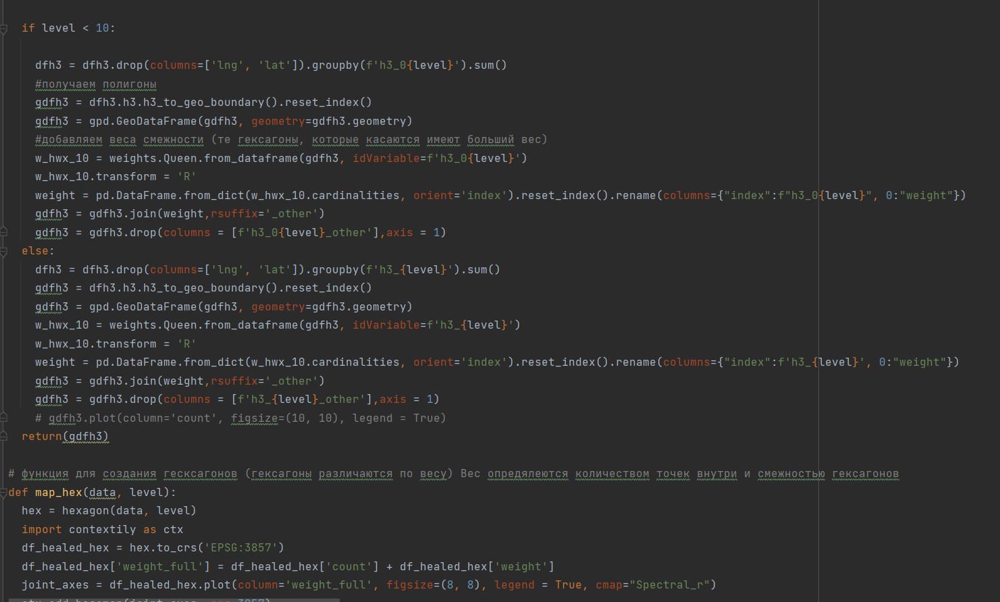 if level < 10:
dfh3 = dfh3.drop(columns=['lng', 'lat']).groupby(f'h3_0{level}').sum()
#получаем полигоны
gdfh3 = dfh3.h3.h3_to_geo_boundary().reset_index()
gdfh3 = gpd.GeoDataFrame(gdfh3, geometry=gdfh3.geometry)
#добавляем веса смежности (те гексагоны, которые касаются имеют больший вес)
w_hwx_10 = weights.Queen.from_dataframe(gdfh3, idVariable=f'h3_0{level}')
w_hwx_10.transform = 'R'
weight = pd.DataFrame.from_dict(w_hwx_10.cardinalities, orient='index').reset_index().rename(columns={"index":f"h3_0{level}", 0:"weight"})
gdfh3 = gdfh3.join(weight,rsuffix='_other')
gdfh3 = gdfh3.drop(columns = [f'h3_0{level}_other'],axis = 1)
else:
dfh3 = dfh3.drop(columns=['lng', 'lat']).groupby(f'h3_{level}').sum()
gdfh3 = dfh3.h3.h3_to_geo_boundary().reset_index()
gdfh3 = gpd.GeoDataFrame(gdfh3, geometry=gdfh3.geometry)
w_hwx_10 = weights.Queen.from_dataframe(gdfh3, idVariable=f'h3_{level}')
w_hwx_10.transform = 'R'
weight = pd.DataFrame.from_dict(w_hwx_10.cardinalities, orient='index').reset_index().rename(columns={"index":f'h3_{level}', 0:"weight"})
gdfh3 = gdfh3.join(weight,rsuffix='_other')
gdfh3 = gdfh3.drop(columns = [f'h3_{level}_other'],axis = 1)
# gdfh3.plot(column='count', figsize=(10, 10), legend = True)
return(gdfh3)
# функция для создания гесксагонов (гексагоны различаются по весу) Вес опредялеются количеством точек внутри и смежностью гексагонов
def map_hex(data, level):
hex = hexagon(data, level)
import contextily as ctx
df_healed_hex = hex.to_crs('EPSG:3857')
df_healed_hex['weight_full'] = df_healed_hex['count'] + df_healed_hex['weight']
joint_axes = df_healed_hex.plot(column='weight_full', figsize=(8, 8), legend = True, cmap="Spectral_r")